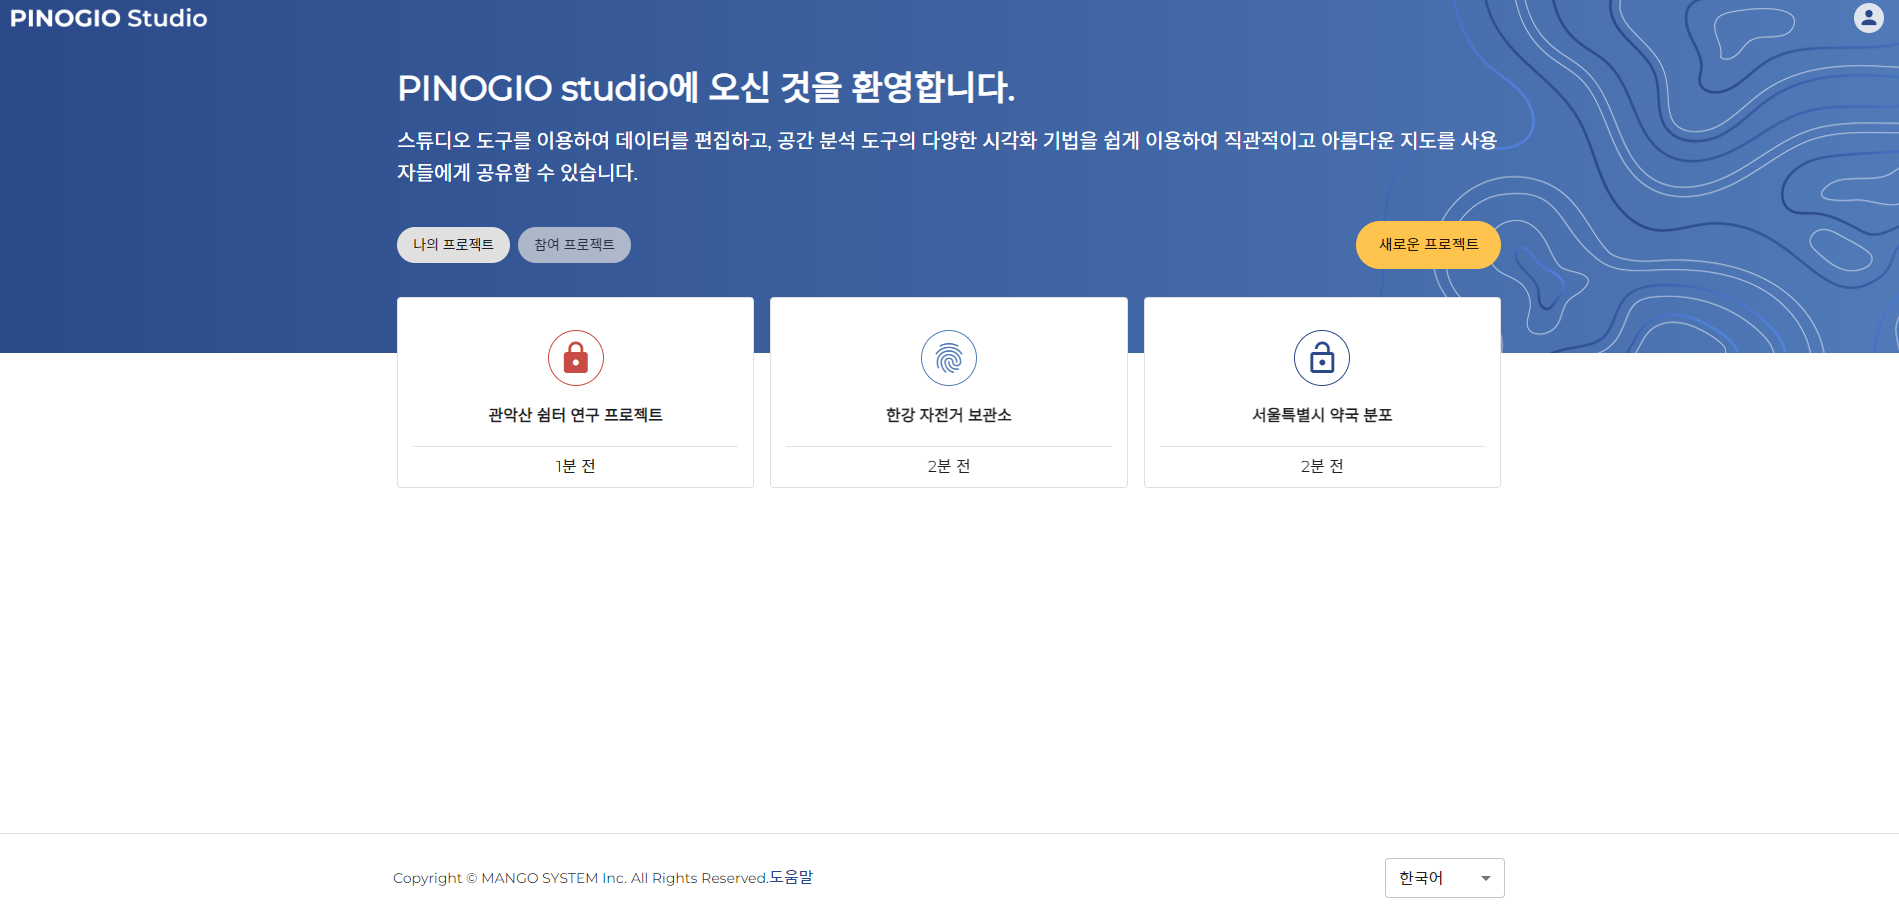 PINOGIO Studio
PINOGIO studio에 오신 것을 환영합니다.
스튜디오 도구를 이용하여 데이터를 편집하고, 공간 분석 도구의 다양한 시각화 기법을 쉽게 이용하여 직관적이고 아름다운 지도를 사용
자들에게 공유할 수 있습니다.
나의 프로젝트
참여 프로젝트
새로운 프로젝트
관악산 쉼터 연구 프로젝트
1분 전
한강 자전거 보관소
2분 전
서울특별시 약국 분포
2분 전
Copyright © MANGO SYSTEM Inc. All Rights Reserved.도움말
한국어